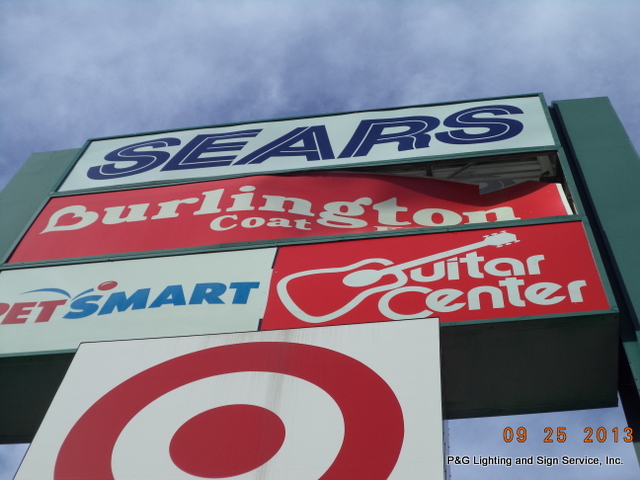 SEARS
Burlington
Coat
PETSMART
Guitar
Center
09 25 2013
P&G Lighting and Sign Service, Inc.